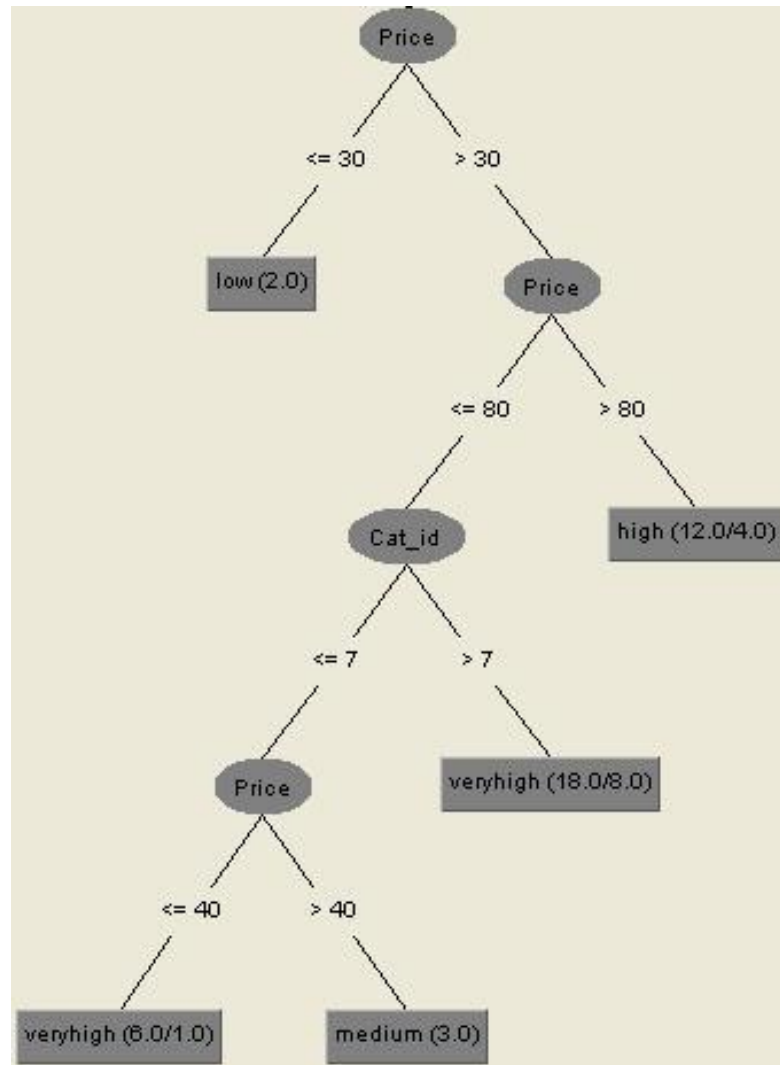 Price
<= 30
> 30
low (2.0)
Price
<= 80
> 80
Cat_id
high (12.0/4.0)
<= 7
> 7
Price
veryhigh (18.0/8.0)
<= 40
> 40
veryhigh (6.0/1.0)
medium (3.0)